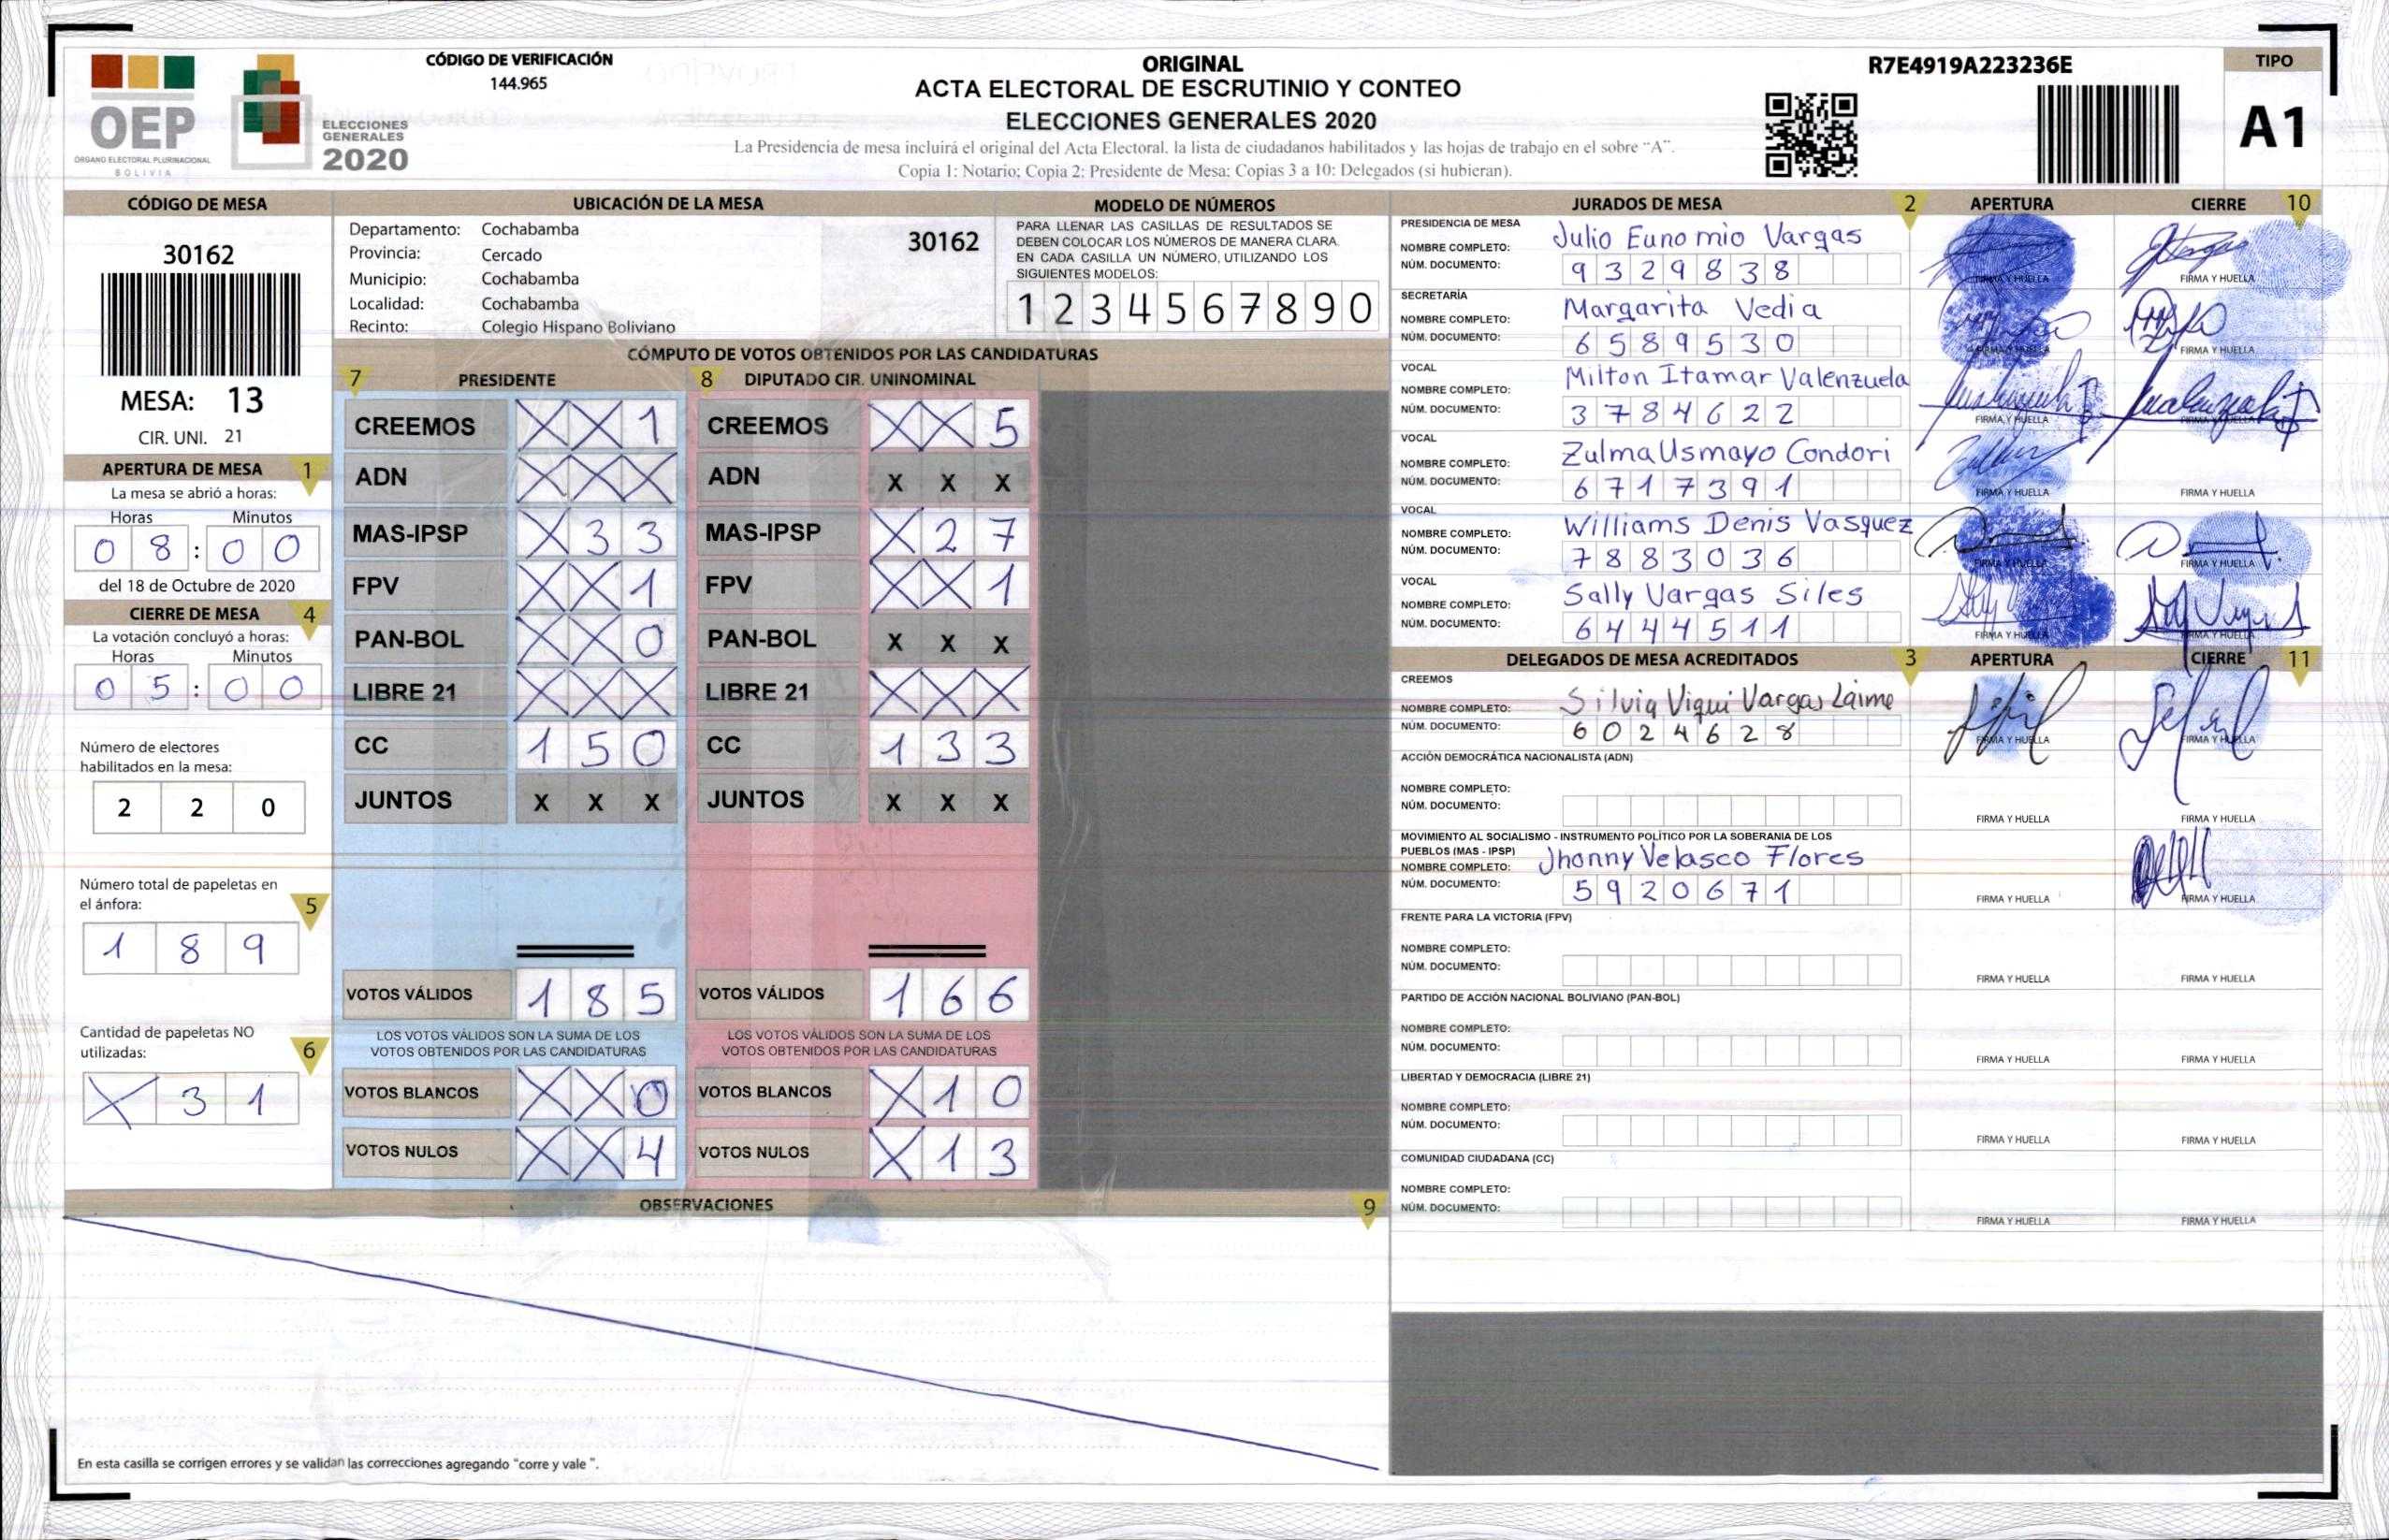 CÓDIGO DE VERIFICACIÓN
144.965
ORIGINAL
ACTA ELECTORAL DE ESCRUTINIO Y CONTEO
ELECCIONES GENERALES 2020
La Presidencia de mesa incluirá el original del Acta Electoral, la lista de ciudadanos habilitados y las hojas de trabajo en el sobre "A".
Copia 1: Notario; Copia 2: Presidente de Mesa; Copias 3 a 10: Delegados (si hubieran).
R7E4919A223236E
TIPO
A1
OEP
ÓRGANO ELECTORAL PLURINACIONAL
BOLIVIA
ELECCIONES
GENERALES
2020
CÓDIGO DE MESA
30162
MESA: 13
CIR. UNI. 21
APERTURA DE MESA 1
La mesa se abrió a horas:
Horas Minutos
0 8 : 0 0
del 18 de Octubre de 2020
CIERRE DE MESA 4
La votación concluyó a horas:
Horas Minutos
0 5 : 0 0
Número de electores
habilitados en la mesa:
2 2 0
Número total de papeletas en
el ánfora: 5
1 8 9
Cantidad de papeletas NO
utilizadas: 6
X 3 1
UBICACIÓN DE LA MESA
Departamento: Cochabamba
Provincia: Cercado
Municipio: Cochabamba
Localidad: Cochabamba
Recinto: Colegio Hispano Boliviano
30162
MODELO DE NÚMEROS
PARA LLENAR LAS CASILLAS DE RESULTADOS SE
DEBEN COLOCAR LOS NÚMEROS DE MANERA CLARA.
EN CADA CASILLA UN NÚMERO, UTILIZANDO LOS
SIGUIENTES MODELOS:
1 2 3 4 5 6 7 8 9 0
CÓMPUTO DE VOTOS OBTENIDOS POR LAS CANDIDATURAS
7 PRESIDENTE
CREEMOS X X 1
ADN X X X
MAS-IPSP X 3 3
FPV X X 1
PAN-BOL X X 0
LIBRE 21 X X X
CC 1 5 0
JUNTOS X X X
VOTOS VÁLIDOS 1 8 5
LOS VOTOS VÁLIDOS SON LA SUMA DE LOS
VOTOS OBTENIDOS POR LAS CANDIDATURAS
VOTOS BLANCOS X X 0
VOTOS NULOS X X 4
8 DIPUTADO CIR. UNINOMINAL
CREEMOS X X 5
ADN X X X
MAS-IPSP X 2 7
FPV X X 1
PAN-BOL X X X
LIBRE 21 X X X
CC 1 3 3
JUNTOS X X X
VOTOS VÁLIDOS 1 6 6
LOS VOTOS VÁLIDOS SON LA SUMA DE LOS
VOTOS OBTENIDOS POR LAS CANDIDATURAS
VOTOS BLANCOS X 1 0
VOTOS NULOS X 1 3
OBSERVACIONES 9
En esta casilla se corrigen errores y se validan las correcciones agregando "corre y vale ".
JURADOS DE MESA 2 APERTURA CIERRE 10
PRESIDENCIA DE MESA
NOMBRE COMPLETO: Julio Eunomio Vargas
NÚM. DOCUMENTO: 9 3 2 9 8 3 8
FIRMA Y HUELLA FIRMA Y HUELLA
SECRETARÍA
NOMBRE COMPLETO: Margarita Vedia
NÚM. DOCUMENTO: 6 5 8 9 5 3 0
FIRMA Y HUELLA FIRMA Y HUELLA
VOCAL
NOMBRE COMPLETO: Milton Itamar Valenzuela
NÚM. DOCUMENTO: 3 7 8 4 6 2 2
FIRMA Y HUELLA FIRMA Y HUELLA
VOCAL
NOMBRE COMPLETO: Zulma Usmayo Condori
NÚM. DOCUMENTO: 6 7 1 7 3 9 1
FIRMA Y HUELLA FIRMA Y HUELLA
VOCAL
NOMBRE COMPLETO: Williams Denis Vasquez
NÚM. DOCUMENTO: 7 8 8 3 0 3 6
FIRMA Y HUELLA FIRMA Y HUELLA
VOCAL
NOMBRE COMPLETO: Sally Vargas Siles
NÚM. DOCUMENTO: 6 4 4 4 5 1 1
FIRMA Y HUELLA FIRMA Y HUELLA
DELEGADOS DE MESA ACREDITADOS 3 APERTURA CIERRE 11
CREEMOS
NOMBRE COMPLETO: Silvia Viqui Vargas Laime
NÚM. DOCUMENTO: 6 0 2 4 6 2 8
FIRMA Y HUELLA FIRMA Y HUELLA
ACCIÓN DEMOCRÁTICA NACIONALISTA (ADN)
NOMBRE COMPLETO:
NÚM. DOCUMENTO:
FIRMA Y HUELLA FIRMA Y HUELLA
MOVIMIENTO AL SOCIALISMO - INSTRUMENTO POLÍTICO POR LA SOBERANIA DE LOS
PUEBLOS (MAS - IPSP)
NOMBRE COMPLETO: Jhonny Velasco Flores
NÚM. DOCUMENTO: 5 9 2 0 6 7 1
FIRMA Y HUELLA FIRMA Y HUELLA
FRENTE PARA LA VICTORIA (FPV)
NOMBRE COMPLETO:
NÚM. DOCUMENTO:
FIRMA Y HUELLA FIRMA Y HUELLA
PARTIDO DE ACCIÓN NACIONAL BOLIVIANO (PAN-BOL)
NOMBRE COMPLETO:
NÚM. DOCUMENTO:
FIRMA Y HUELLA FIRMA Y HUELLA
LIBERTAD Y DEMOCRACIA (LIBRE 21)
NOMBRE COMPLETO:
NÚM. DOCUMENTO:
FIRMA Y HUELLA FIRMA Y HUELLA
COMUNIDAD CIUDADANA (CC)
NOMBRE COMPLETO:
NÚM. DOCUMENTO:
FIRMA Y HUELLA FIRMA Y HUELLA